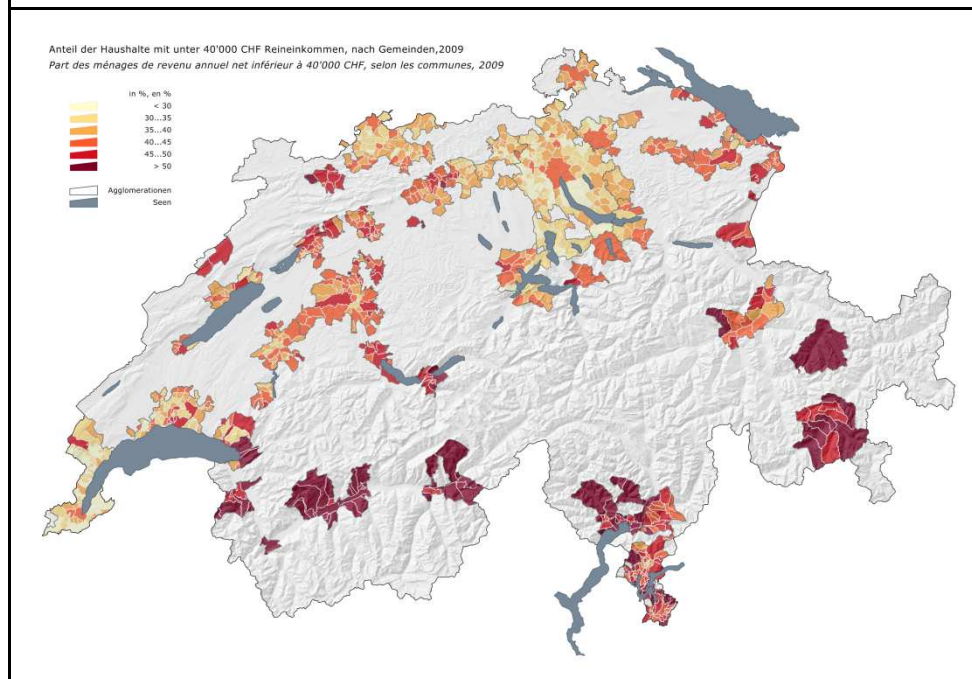 Anteil der Haushalte mit unter 40'000 CHF Reineinkommen, nach Gemeinden,2009
Part des ménages de revenu annuel net inférieur à 40'000 CHF, selon les communes, 2009
in %, en %
< 30
30...35
35...40
40...45
45...50
> 50
Agglomerationen
Seen